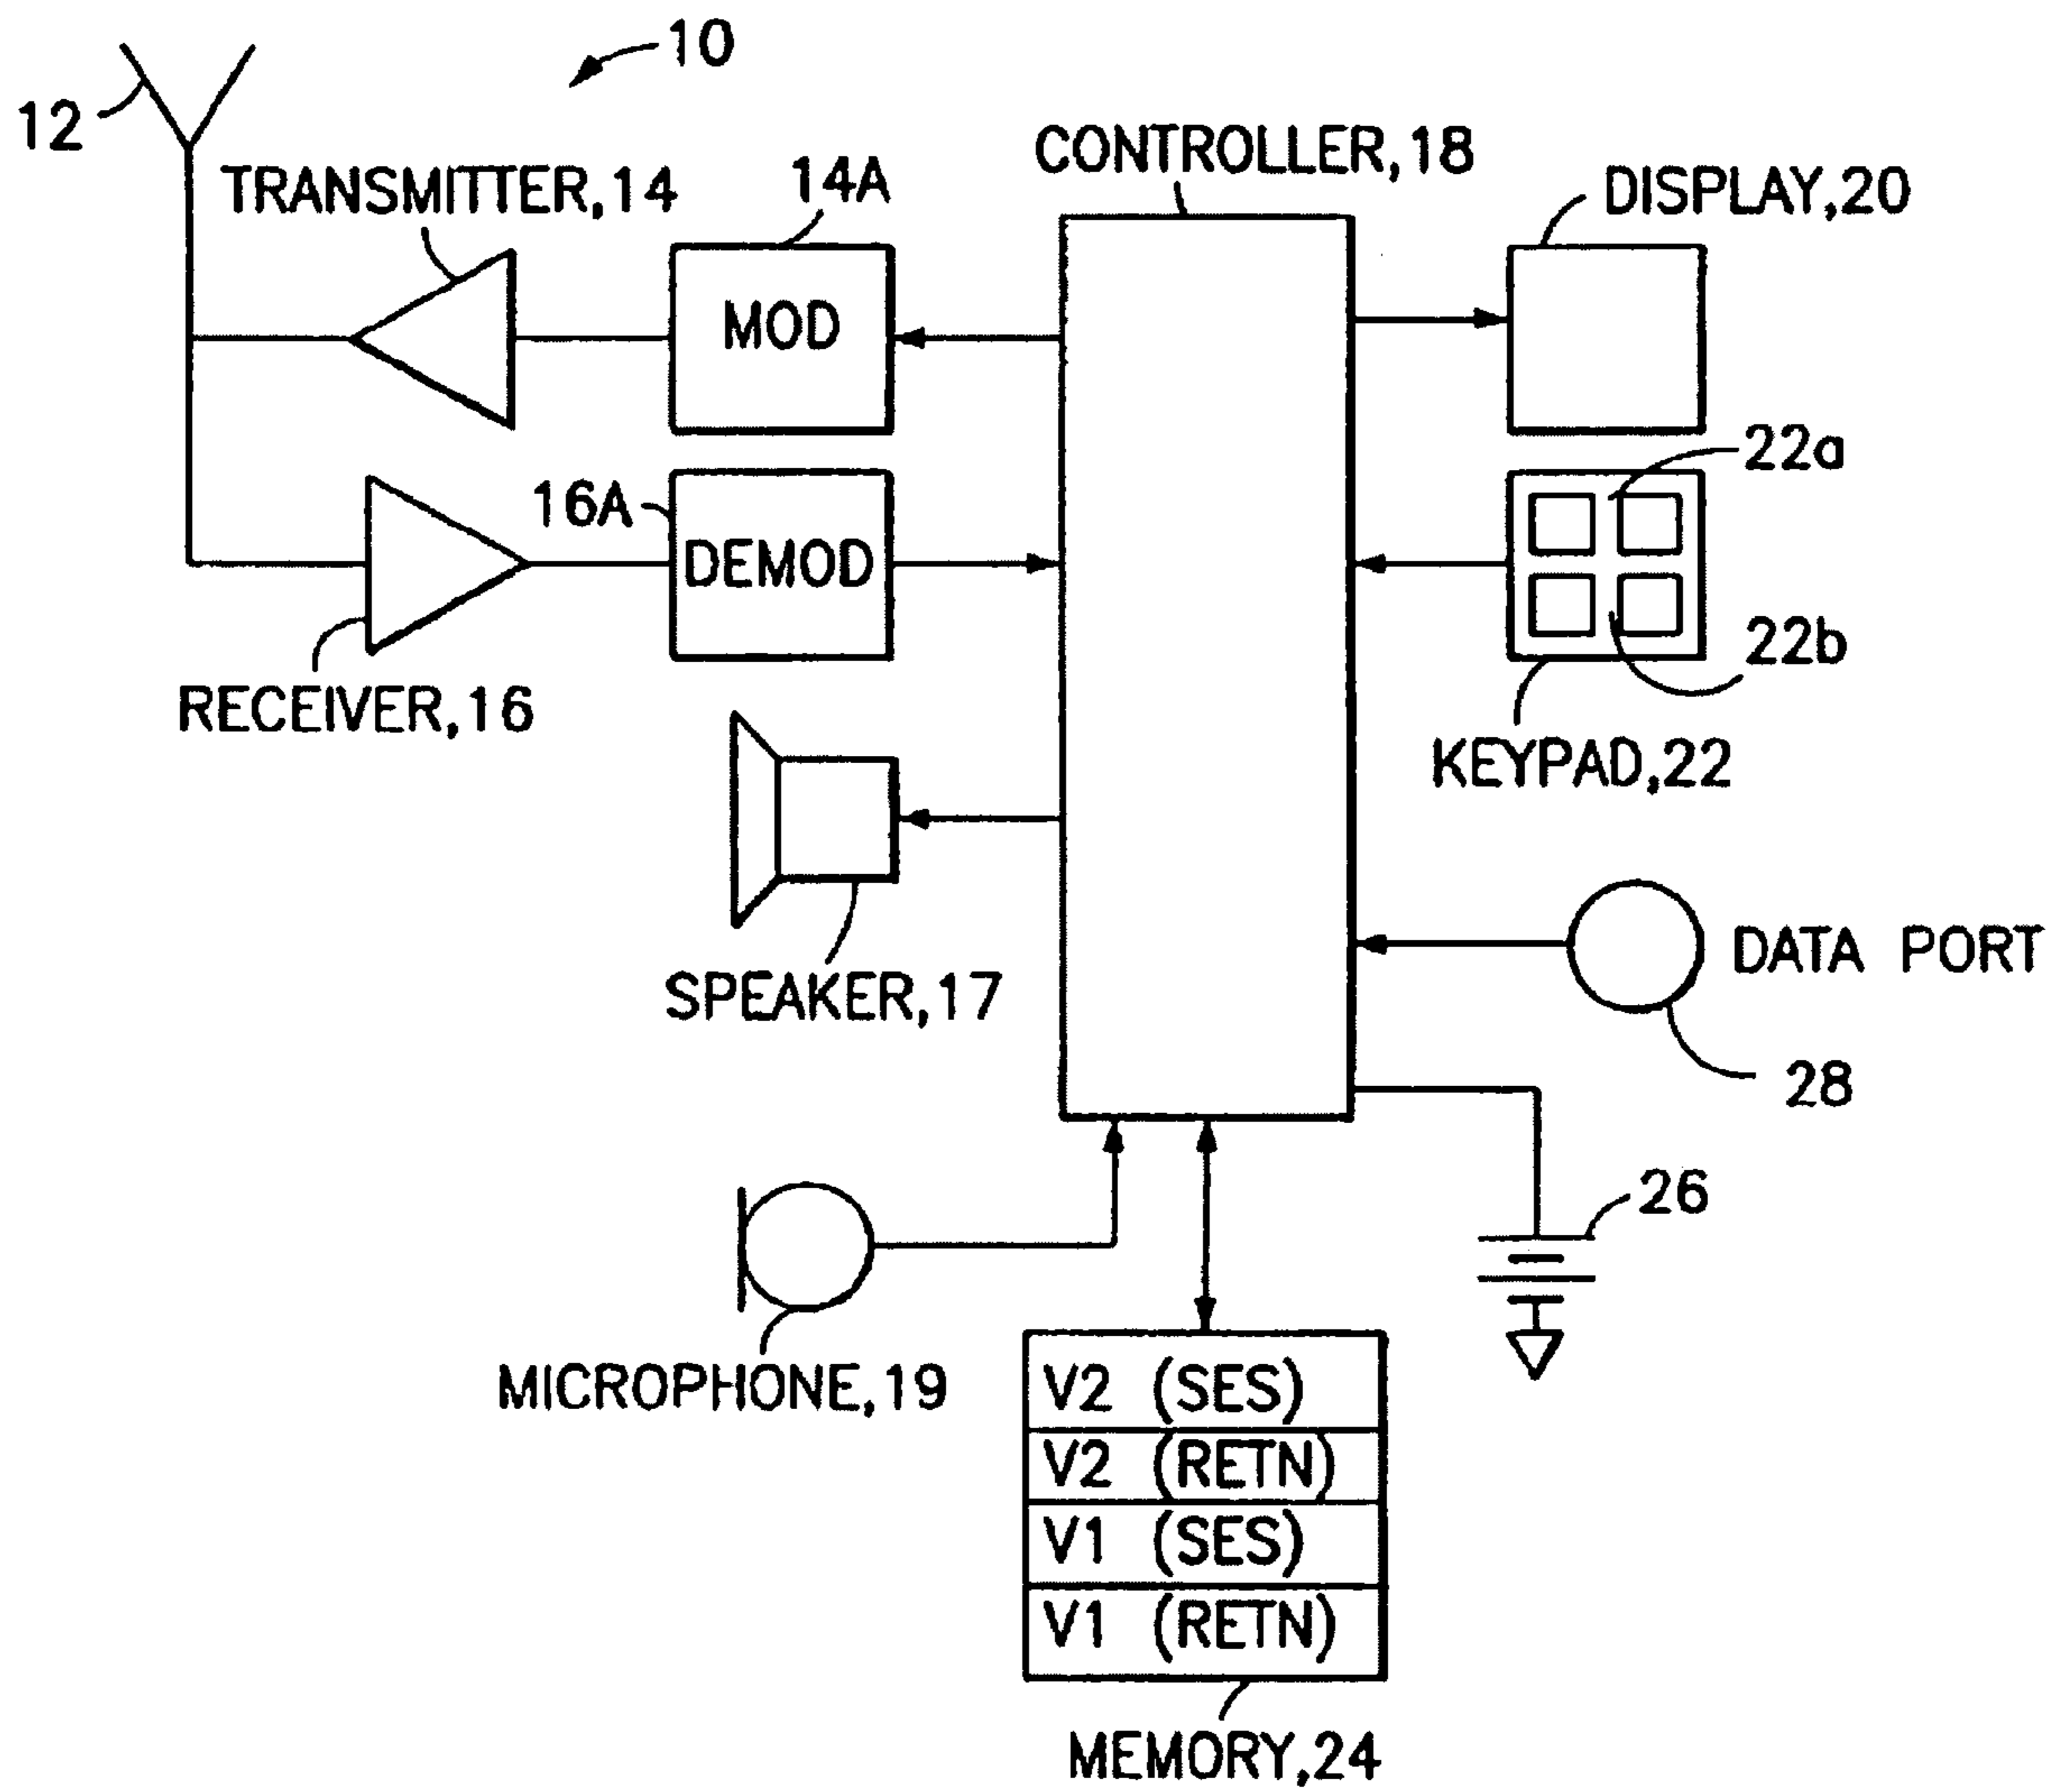 10
12
CONTROLLER,18
TRANSMITTER,14
14A
DISPLAY,20
MOD
22a
16A
DEMOD
22b
RECEIVER,16
KEYPAD,22
DATA PORT
SPEAKER,17
28
26
MICROPHONE,19
V2 (SES)
V2 (RETN)
V1 (SES)
V1 (RETN)
MEMORY,24